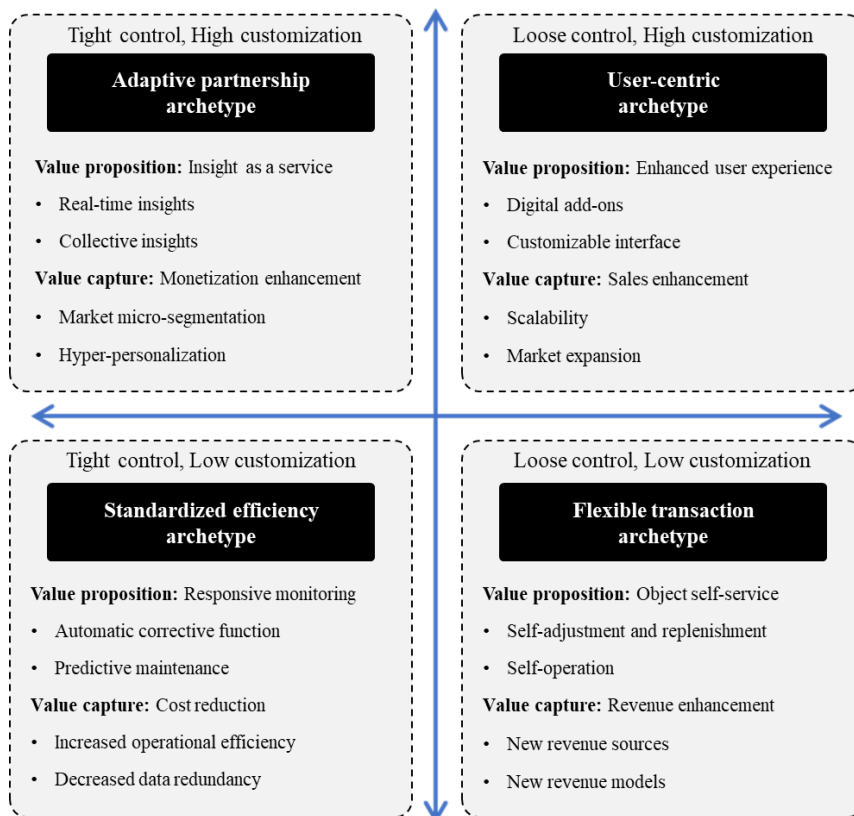 Tight control, High customization
Adaptive partnership
archetype
Value proposition: Insight as a service
• Real-time insights
• Collective insights
Value capture: Monetization enhancement
• Market micro-segmentation
• Hyper-personalization
Loose control, High customization
User-centric
archetype
Value proposition: Enhanced user experience
• Digital add-ons
• Customizable interface
Value capture: Sales enhancement
• Scalability
• Market expansion
Tight control, Low customization
Standardized efficiency
archetype
Value proposition: Responsive monitoring
• Automatic corrective function
• Predictive maintenance
Value capture: Cost reduction
• Increased operational efficiency
• Decreased data redundancy
Loose control, Low customization
Flexible transaction
archetype
Value proposition: Object self-service
• Self-adjustment and replenishment
• Self-operation
Value capture: Revenue enhancement
• New revenue sources
• New revenue models